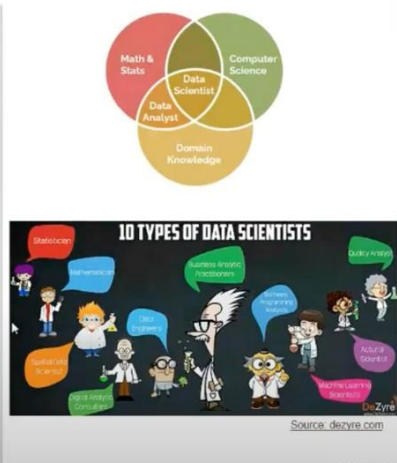 Math &
Stats
Computer
Science
Data
Scientist
Data
Analyst
Domain
Knowledge
10 TYPES OF DATA SCIENTISTS
Statistician
Mathematician
Business Analytic
Practitioners
Quality Analyst
Software
Programming
Analysts
Data
Engineers
Spatial Data
Scientist
Actural
Scientist
Machine Learning
Scientists
Digital Analytic
Consultant
DeZyre
Source: dezyre.com